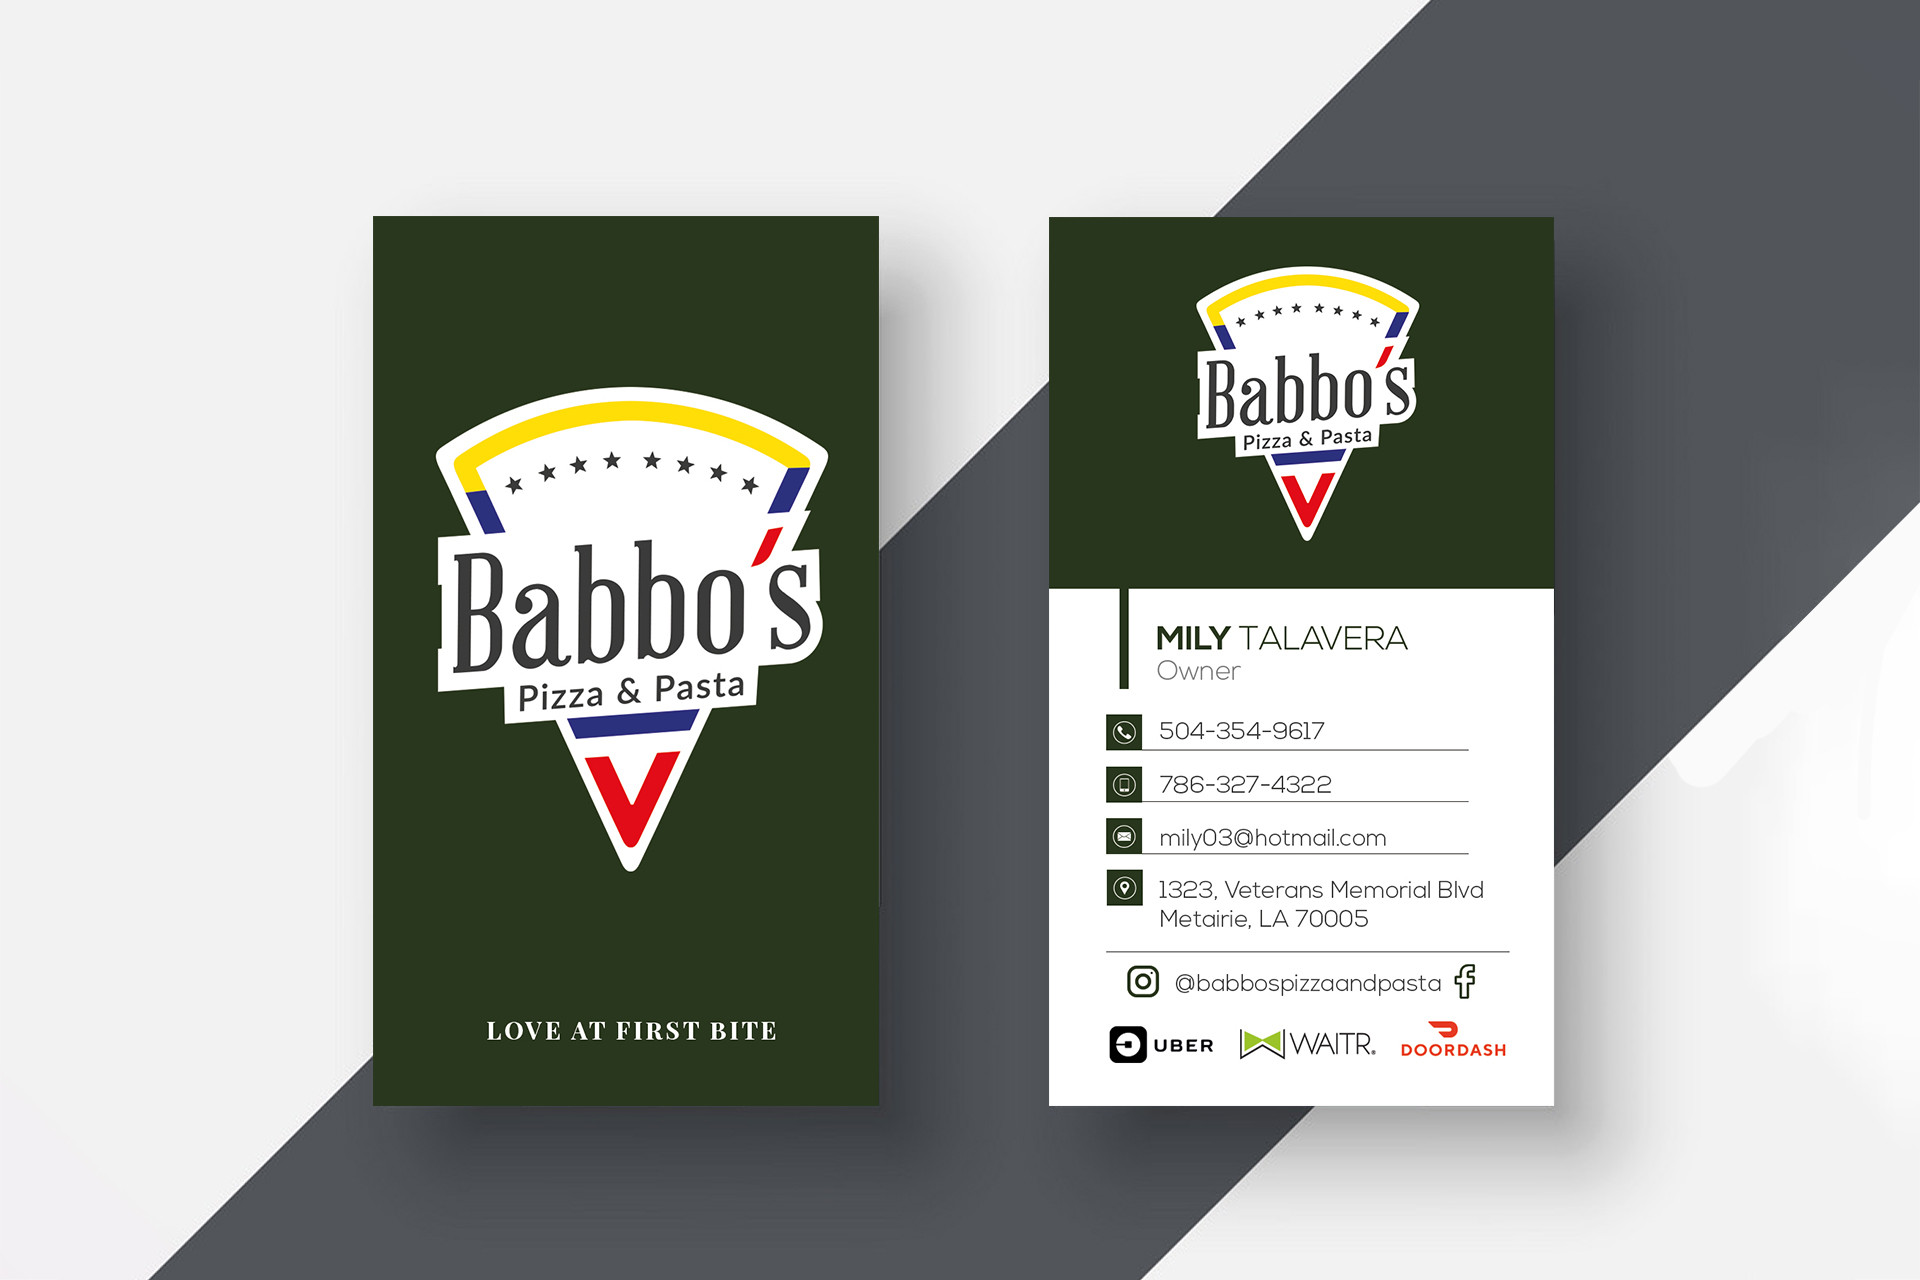 Babbo's
Pizza & Pasta
LOVE AT FIRST BITE
Babbo's
Pizza & Pasta
MILY TALAVERA
Owner
504-354-9617
786-327-4322
mily03@hotmail.com
1323, Veterans Memorial Blvd
Metairie, LA 70005
@babbospizzaandpasta
UBER
WAITR®
DOORDASH